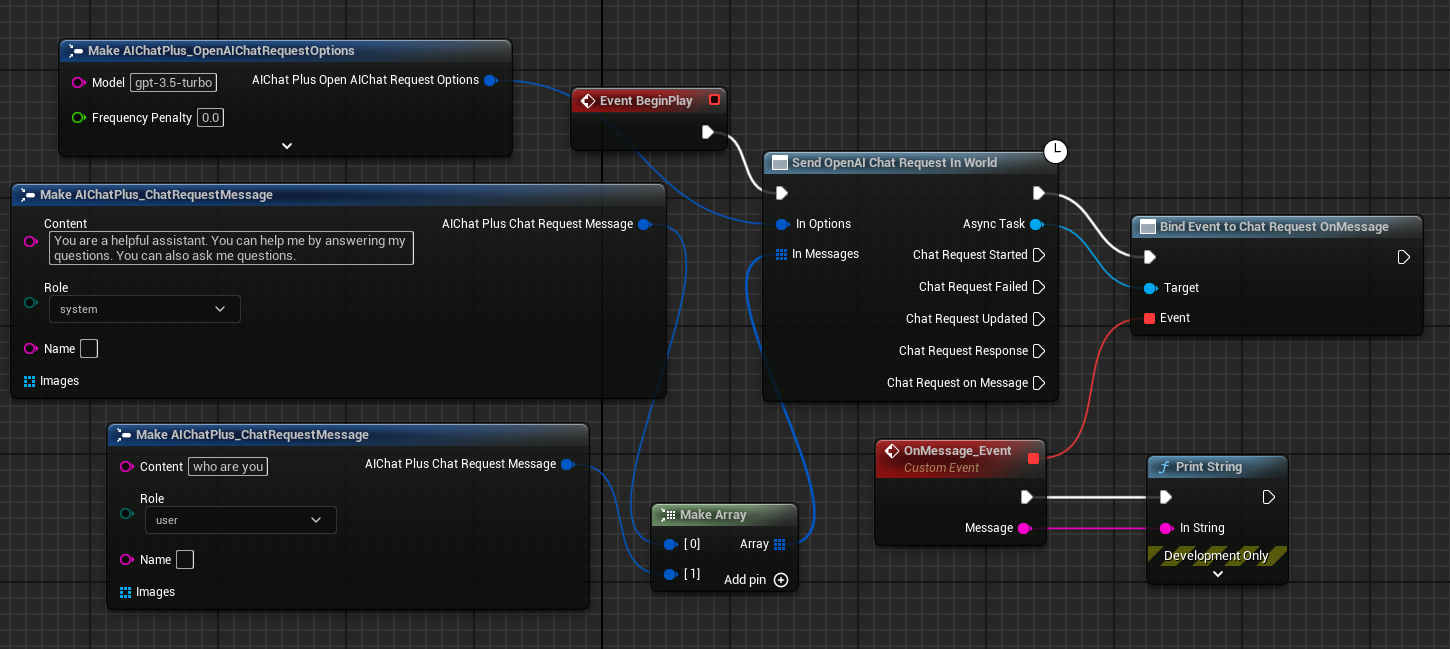 Make AIChatPlus_OpenAIChatRequestOptions
Model gpt-3.5-turbo
AIChat Plus Open AIChat Request Options
Frequency Penalty 0.0
Event BeginPlay
Make AIChatPlus_ChatRequestMessage
Content
AIChat Plus Chat Request Message
You are a helpful assistant. You can help me by answering my
questions. You can also ask me questions.
Role
system
Name
Images
Make AIChatPlus_ChatRequestMessage
Content who are you
AIChat Plus Chat Request Message
Role
user
Name
Images
Make Array
[0]
Array
[1]
Add pin
Send OpenAI Chat Request In World
In Options
Async Task
In Messages
Chat Request Started
Chat Request Failed
Chat Request Updated
Chat Request Response
Chat Request on Message
Bind Event to Chat Request OnMessage
Target
Event
OnMessage_Event
Custom Event
Message
f Print String
In String
Development Only